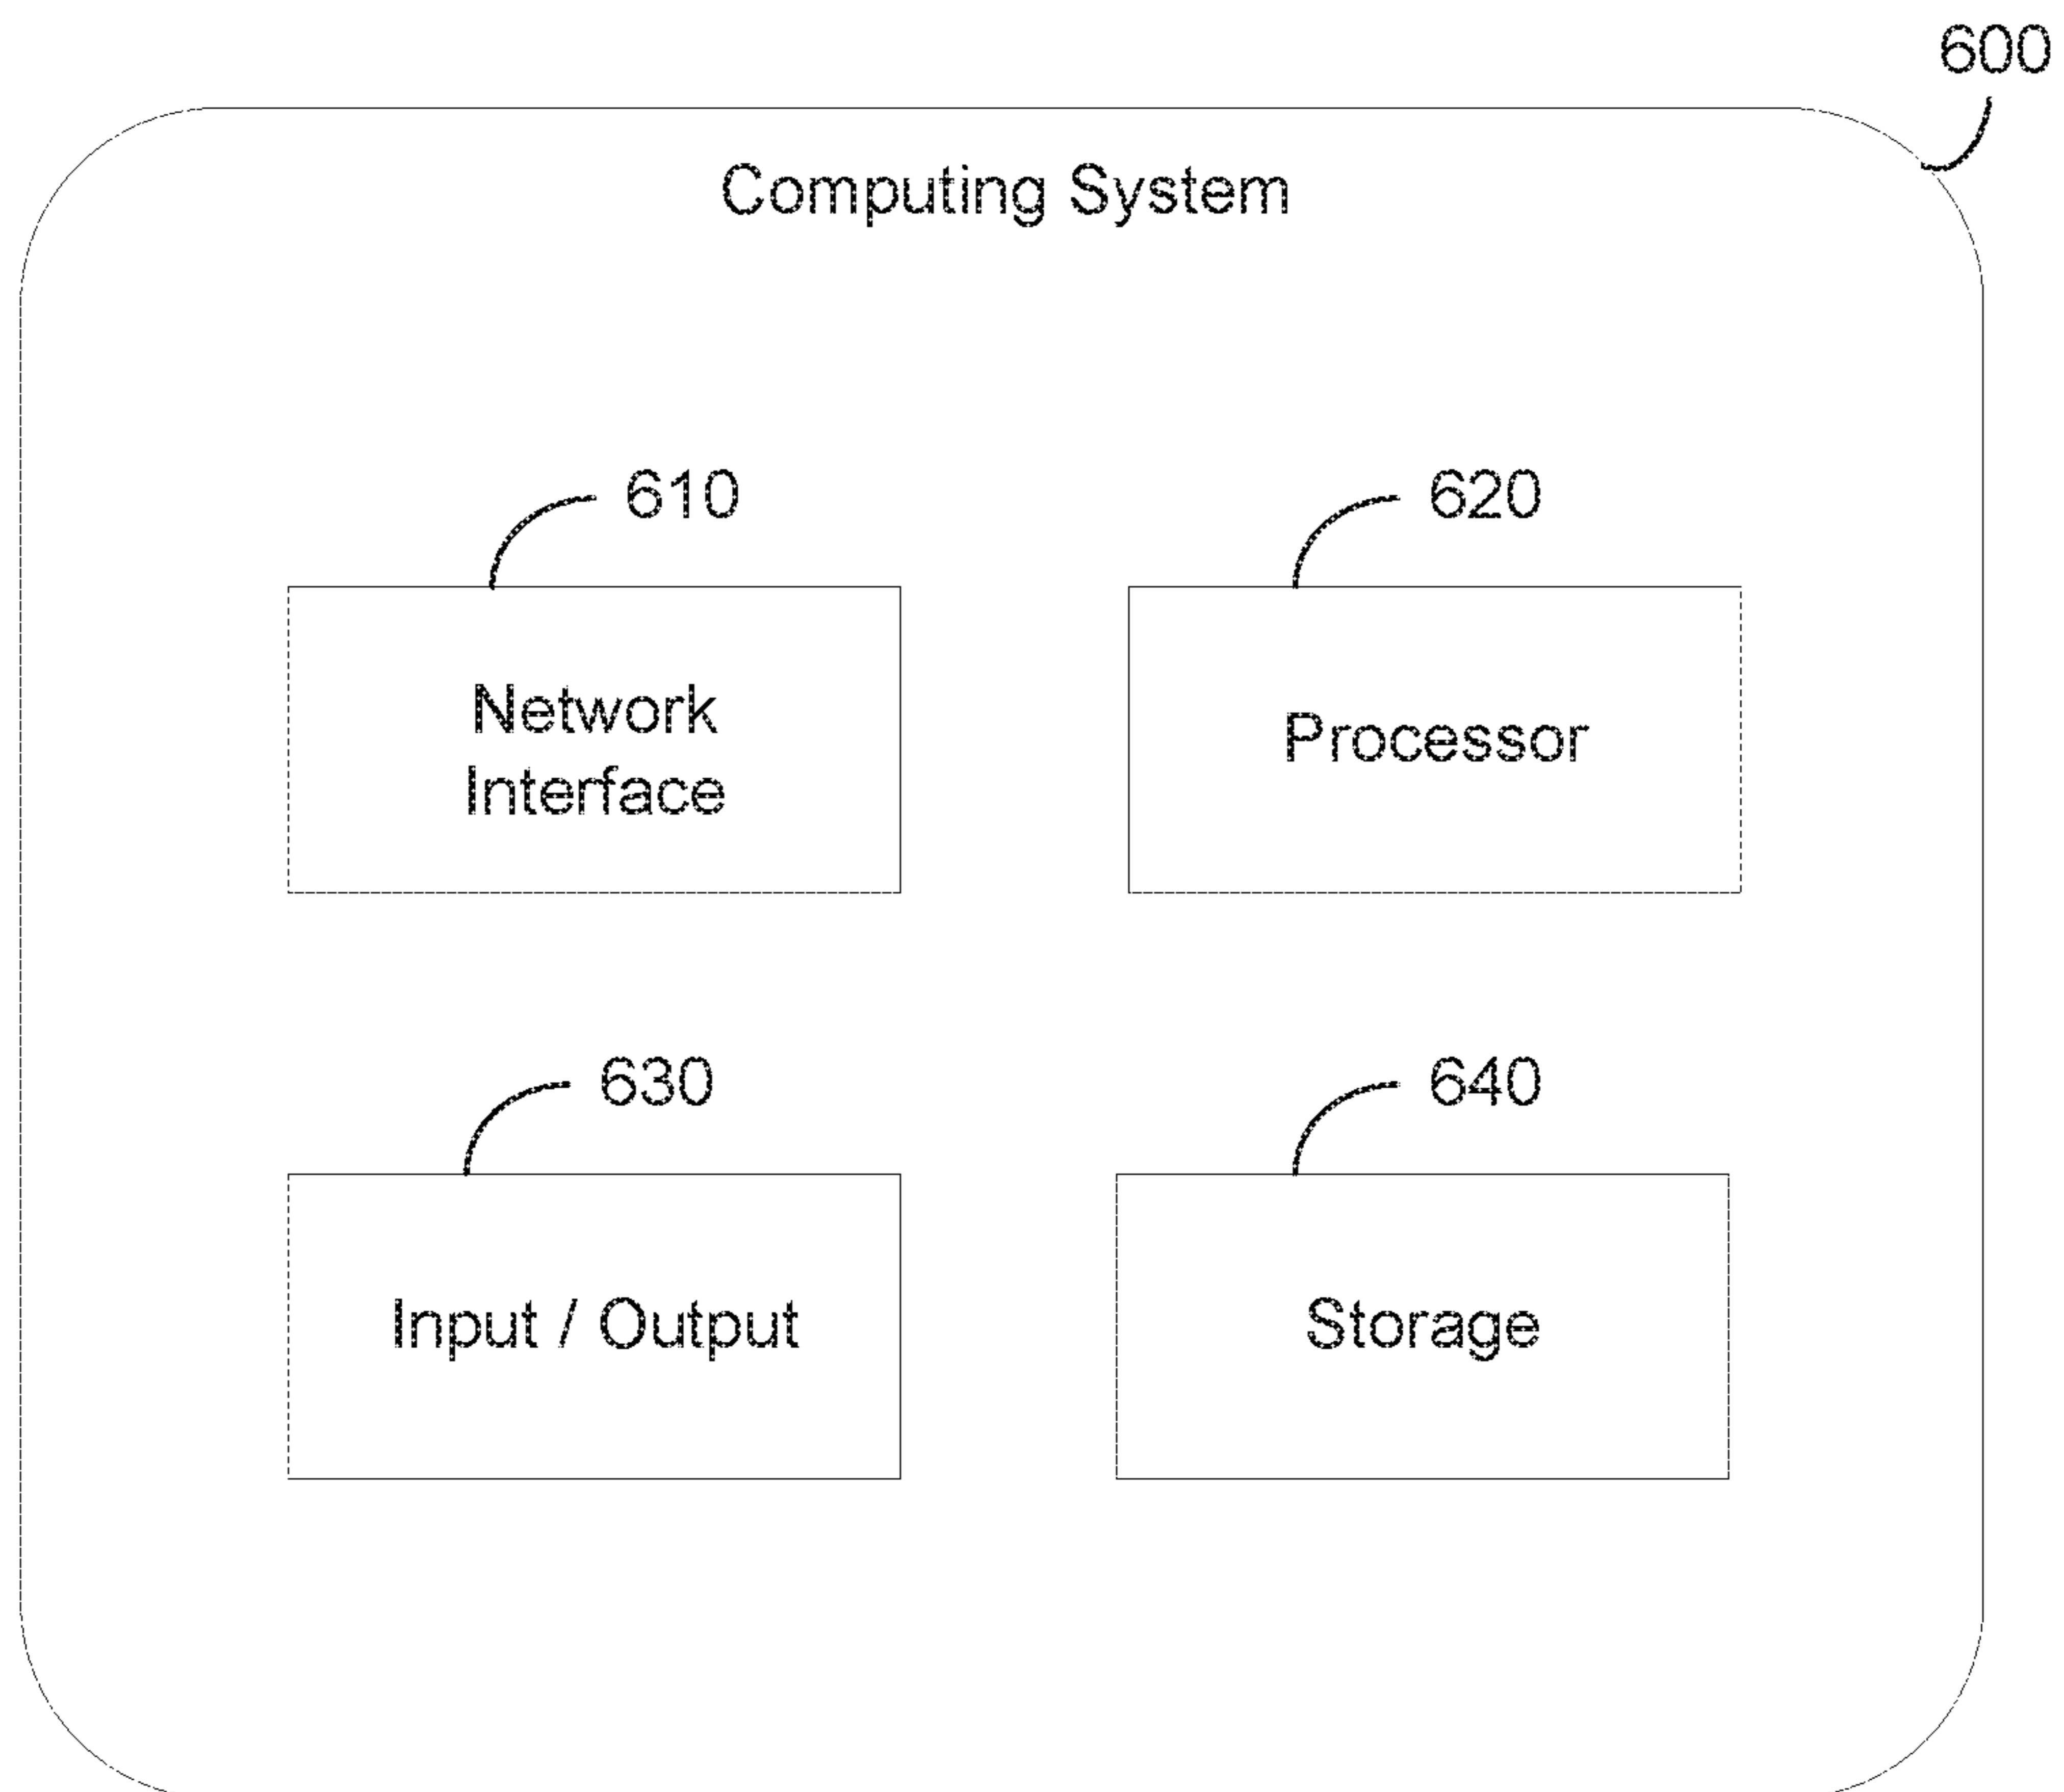 600
Computing System
610
620
Network
Interface
Processor
630
640
Input / Output
Storage